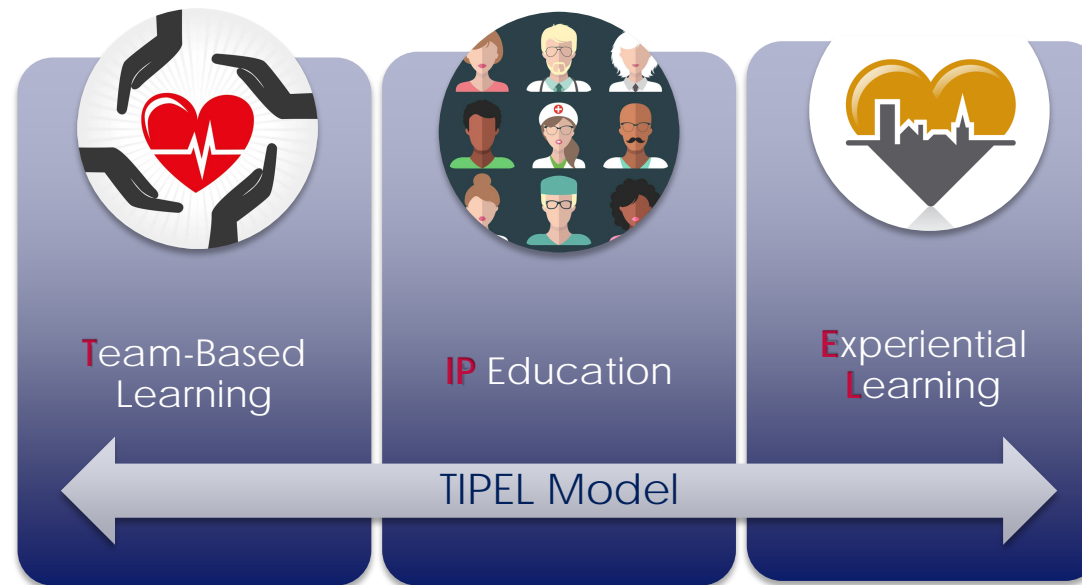 Team-Based
Learning
IP Education
Experiential
Learning
TIPEL Model